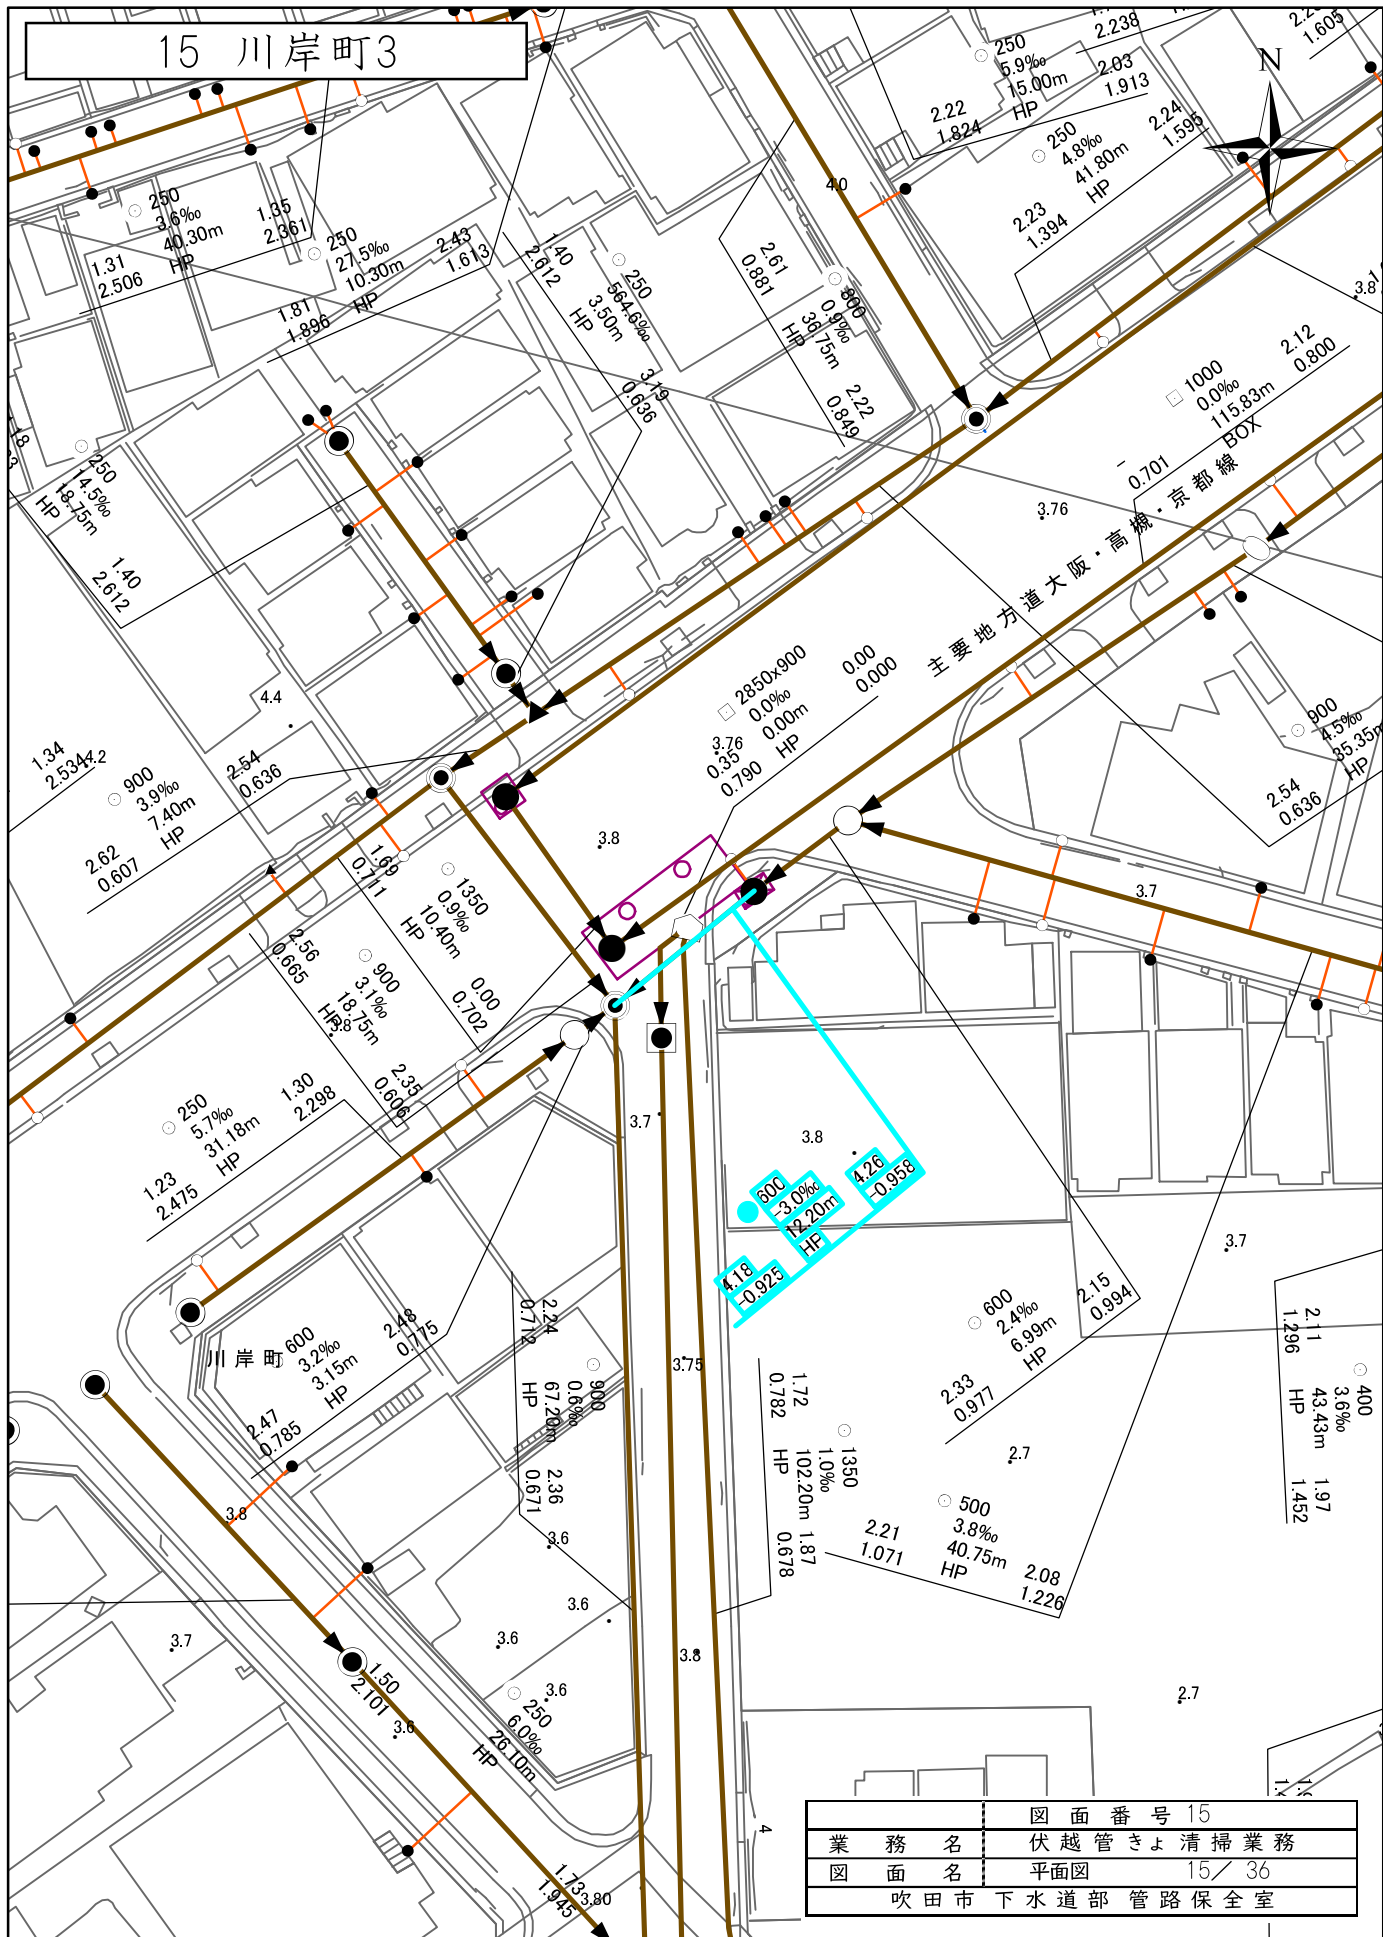 15 川岸町3
N
250
5.9‰
15.00m
HP
2.238
2.03
1.913
2.22
1.824
1.605
250
4.8‰
41.80m
HP
2.24
1.595
2.23
1.394
250
3.6‰
40.30m
HP
1.35
2.361
1.31
2.506
250
27.5‰
10.30m
HP
2.43
1.613
1.81
1.896
1.40
2.612
250
564.6‰
3.50m
HP
3.19
0.636
2.61
0.881
800
0.9‰
36.75m
HP
2.22
0.849
4.0
3.8
1000
0.0‰
115.83m
BOX
2.12
0.800
0.701
250
14.5‰
18.75m
HP
1.40
2.612
3.76
主要地方道大阪・高槻・京都線
2850x900
0.0‰
0.00m
HP
0.00
0.000
3.76
0.35
0.790
4.4
4.2
1.34
2.534
900
3.9‰
7.40m
HP
2.54
0.636
2.62
0.607
900
4.5‰
35.35m
HP
2.54
0.636
3.8
1.69
0.711
1350
0.9‰
10.40m
HP
0.00
0.702
3.7
2.56
0.665
900
3.1‰
18.75m
HP
3.8
2.35
0.606
250
5.7‰
31.18m
HP
1.30
2.298
1.23
2.475
3.7
3.8
600
-3.0‰
12.20m
HP
4.26
-0.958
4.18
-0.925
3.7
川岸町
600
3.2‰
3.15m
HP
2.48
0.775
2.47
0.785
2.24
0.712
900
0.6‰
67.20m
HP
2.36
0.671
3.75
600
2.4‰
6.99m
HP
2.15
0.994
2.33
0.977
2.11
1.296
400
3.6‰
43.43m
HP
1.97
1.452
1.72
0.782
1350
1.0‰
102.20m
HP
1.87
0.678
2.7
500
3.8‰
40.75m
HP
2.21
1.071
2.08
1.226
3.8
3.6
3.6
3.6
3.7
3.8
3.6
3.6
2.7
1.50
2.101
250
6.0‰
26.10m
HP
1.73
1.945
3.80
4
図面番号 15
業務名 伏越管きょ清掃業務
図面名 平面図 15／36
吹田市 下水道部 管路保全室